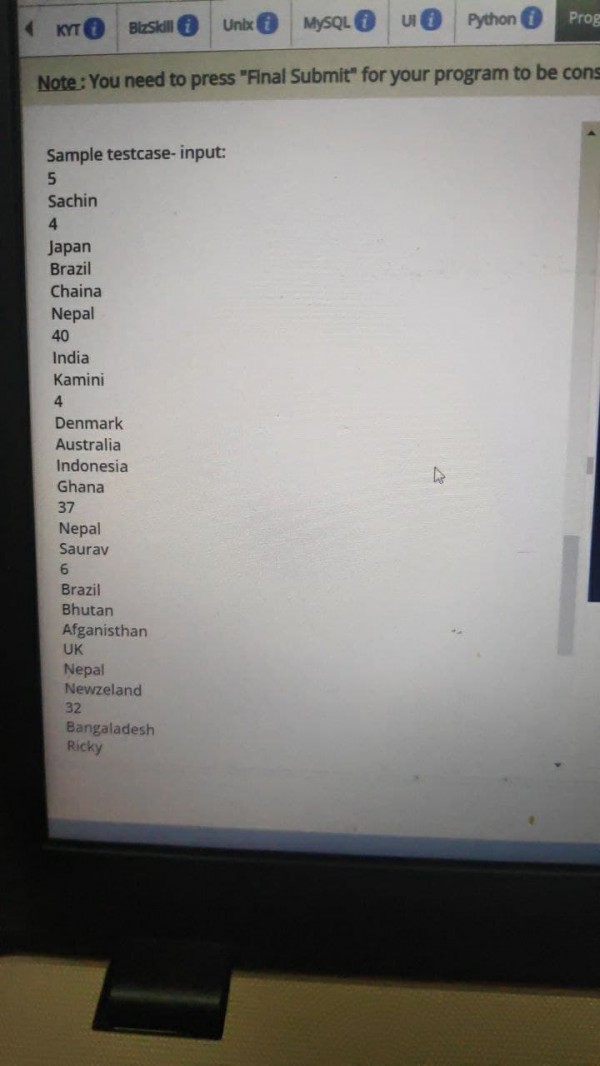 KYT i BizSkill i Unix i MySQL i UI i Python i Prog
Note : You need to press "Final Submit" for your program to be cons
Sample testcase- input:
5
Sachin
4
Japan
Brazil
Chaina
Nepal
40
India
Kamini
4
Denmark
Australia
Indonesia
Ghana
37
Nepal
Saurav
6
Brazil
Bhutan
Afganisthan
UK
Nepal
Newzeland
32
Bangaladesh
Ricky